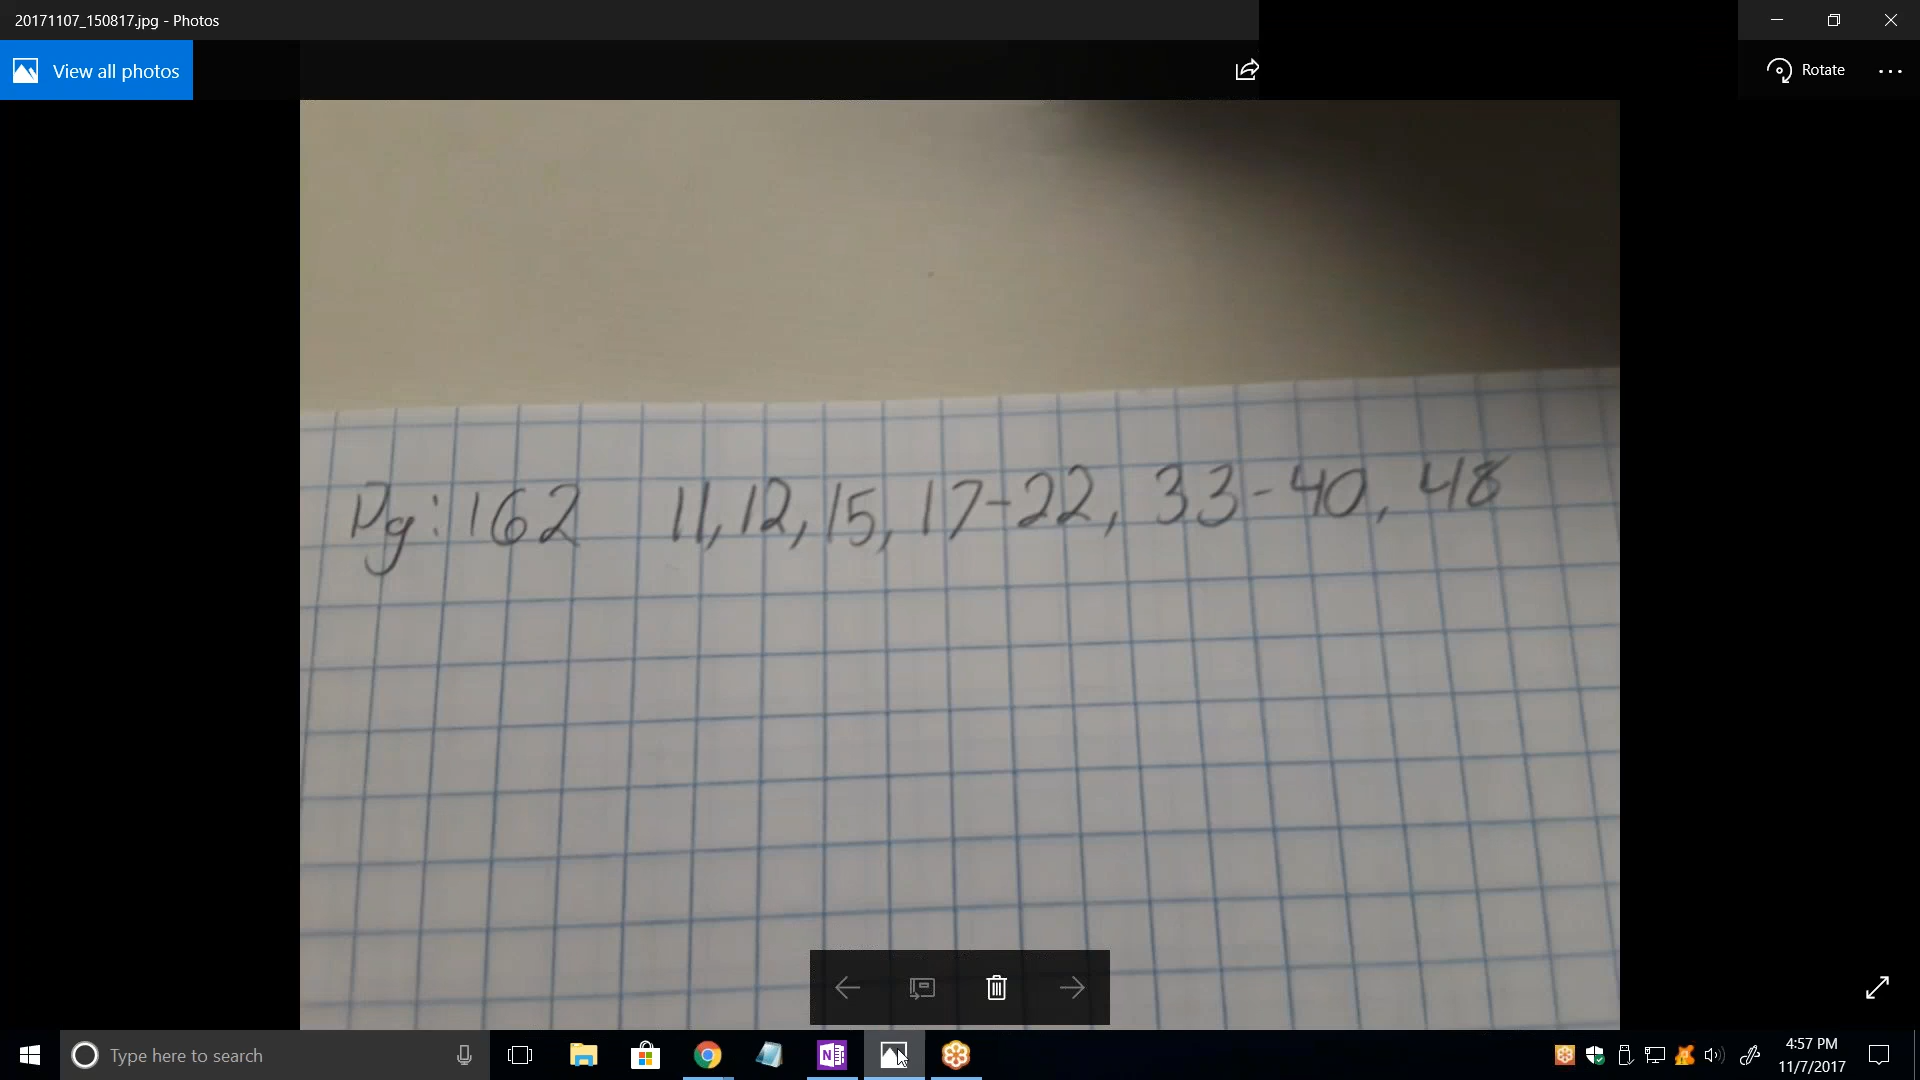 20171107_150817.jpg - Photos
View all photos
Rotate
Pg: 162 11, 12, 15, 17-22, 33-40, 48
Type here to search
4:57 PM
11/7/2017